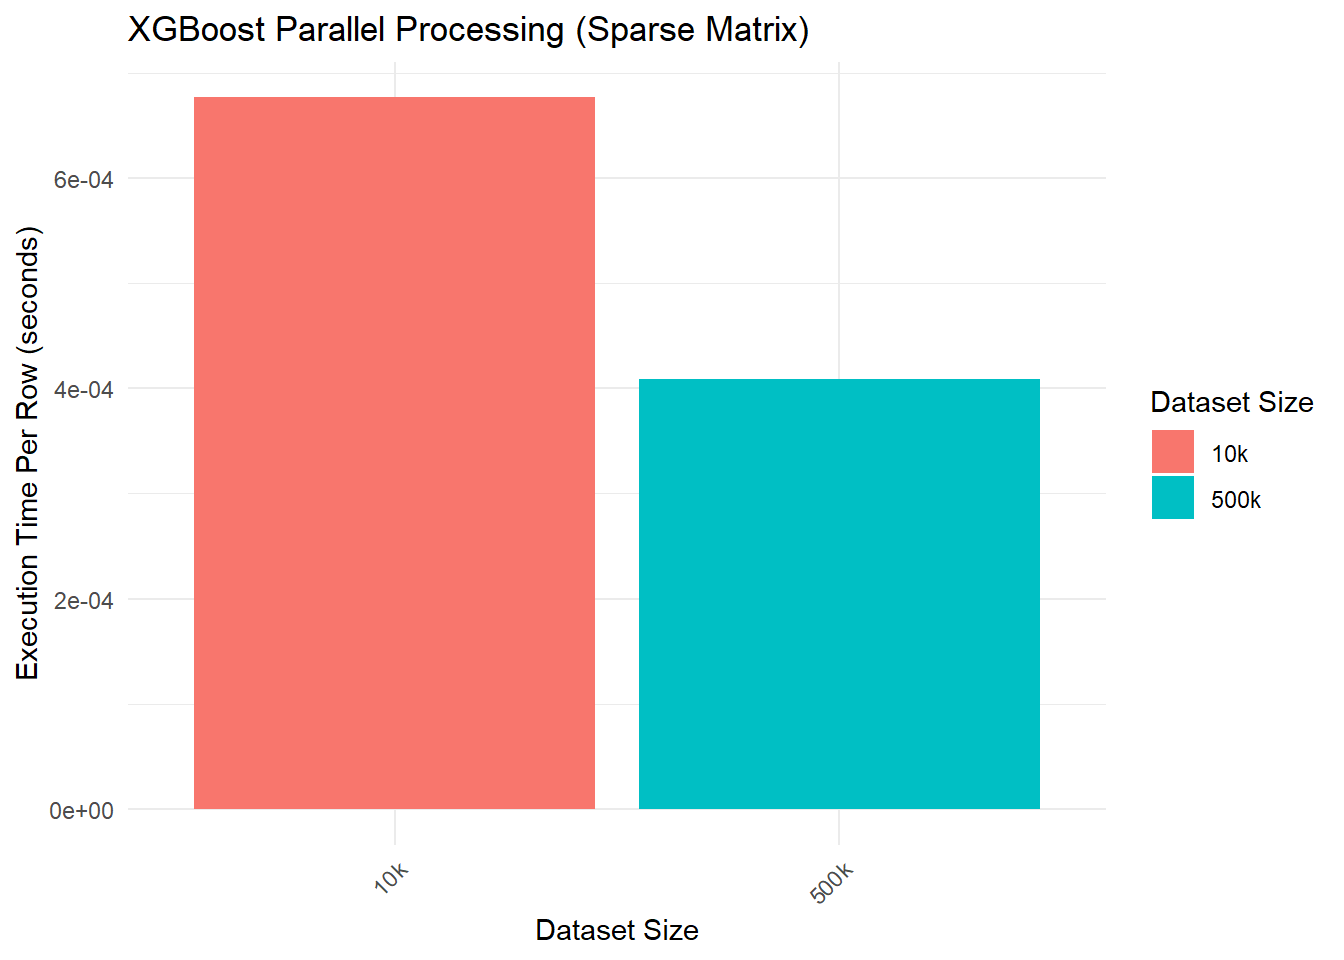 XGBoost Parallel Processing (Sparse Matrix)
Execution Time Per Row (seconds)
6e-04
4e-04
2e-04
0e+00
10k
500k
Dataset Size
Dataset Size
10k
500k